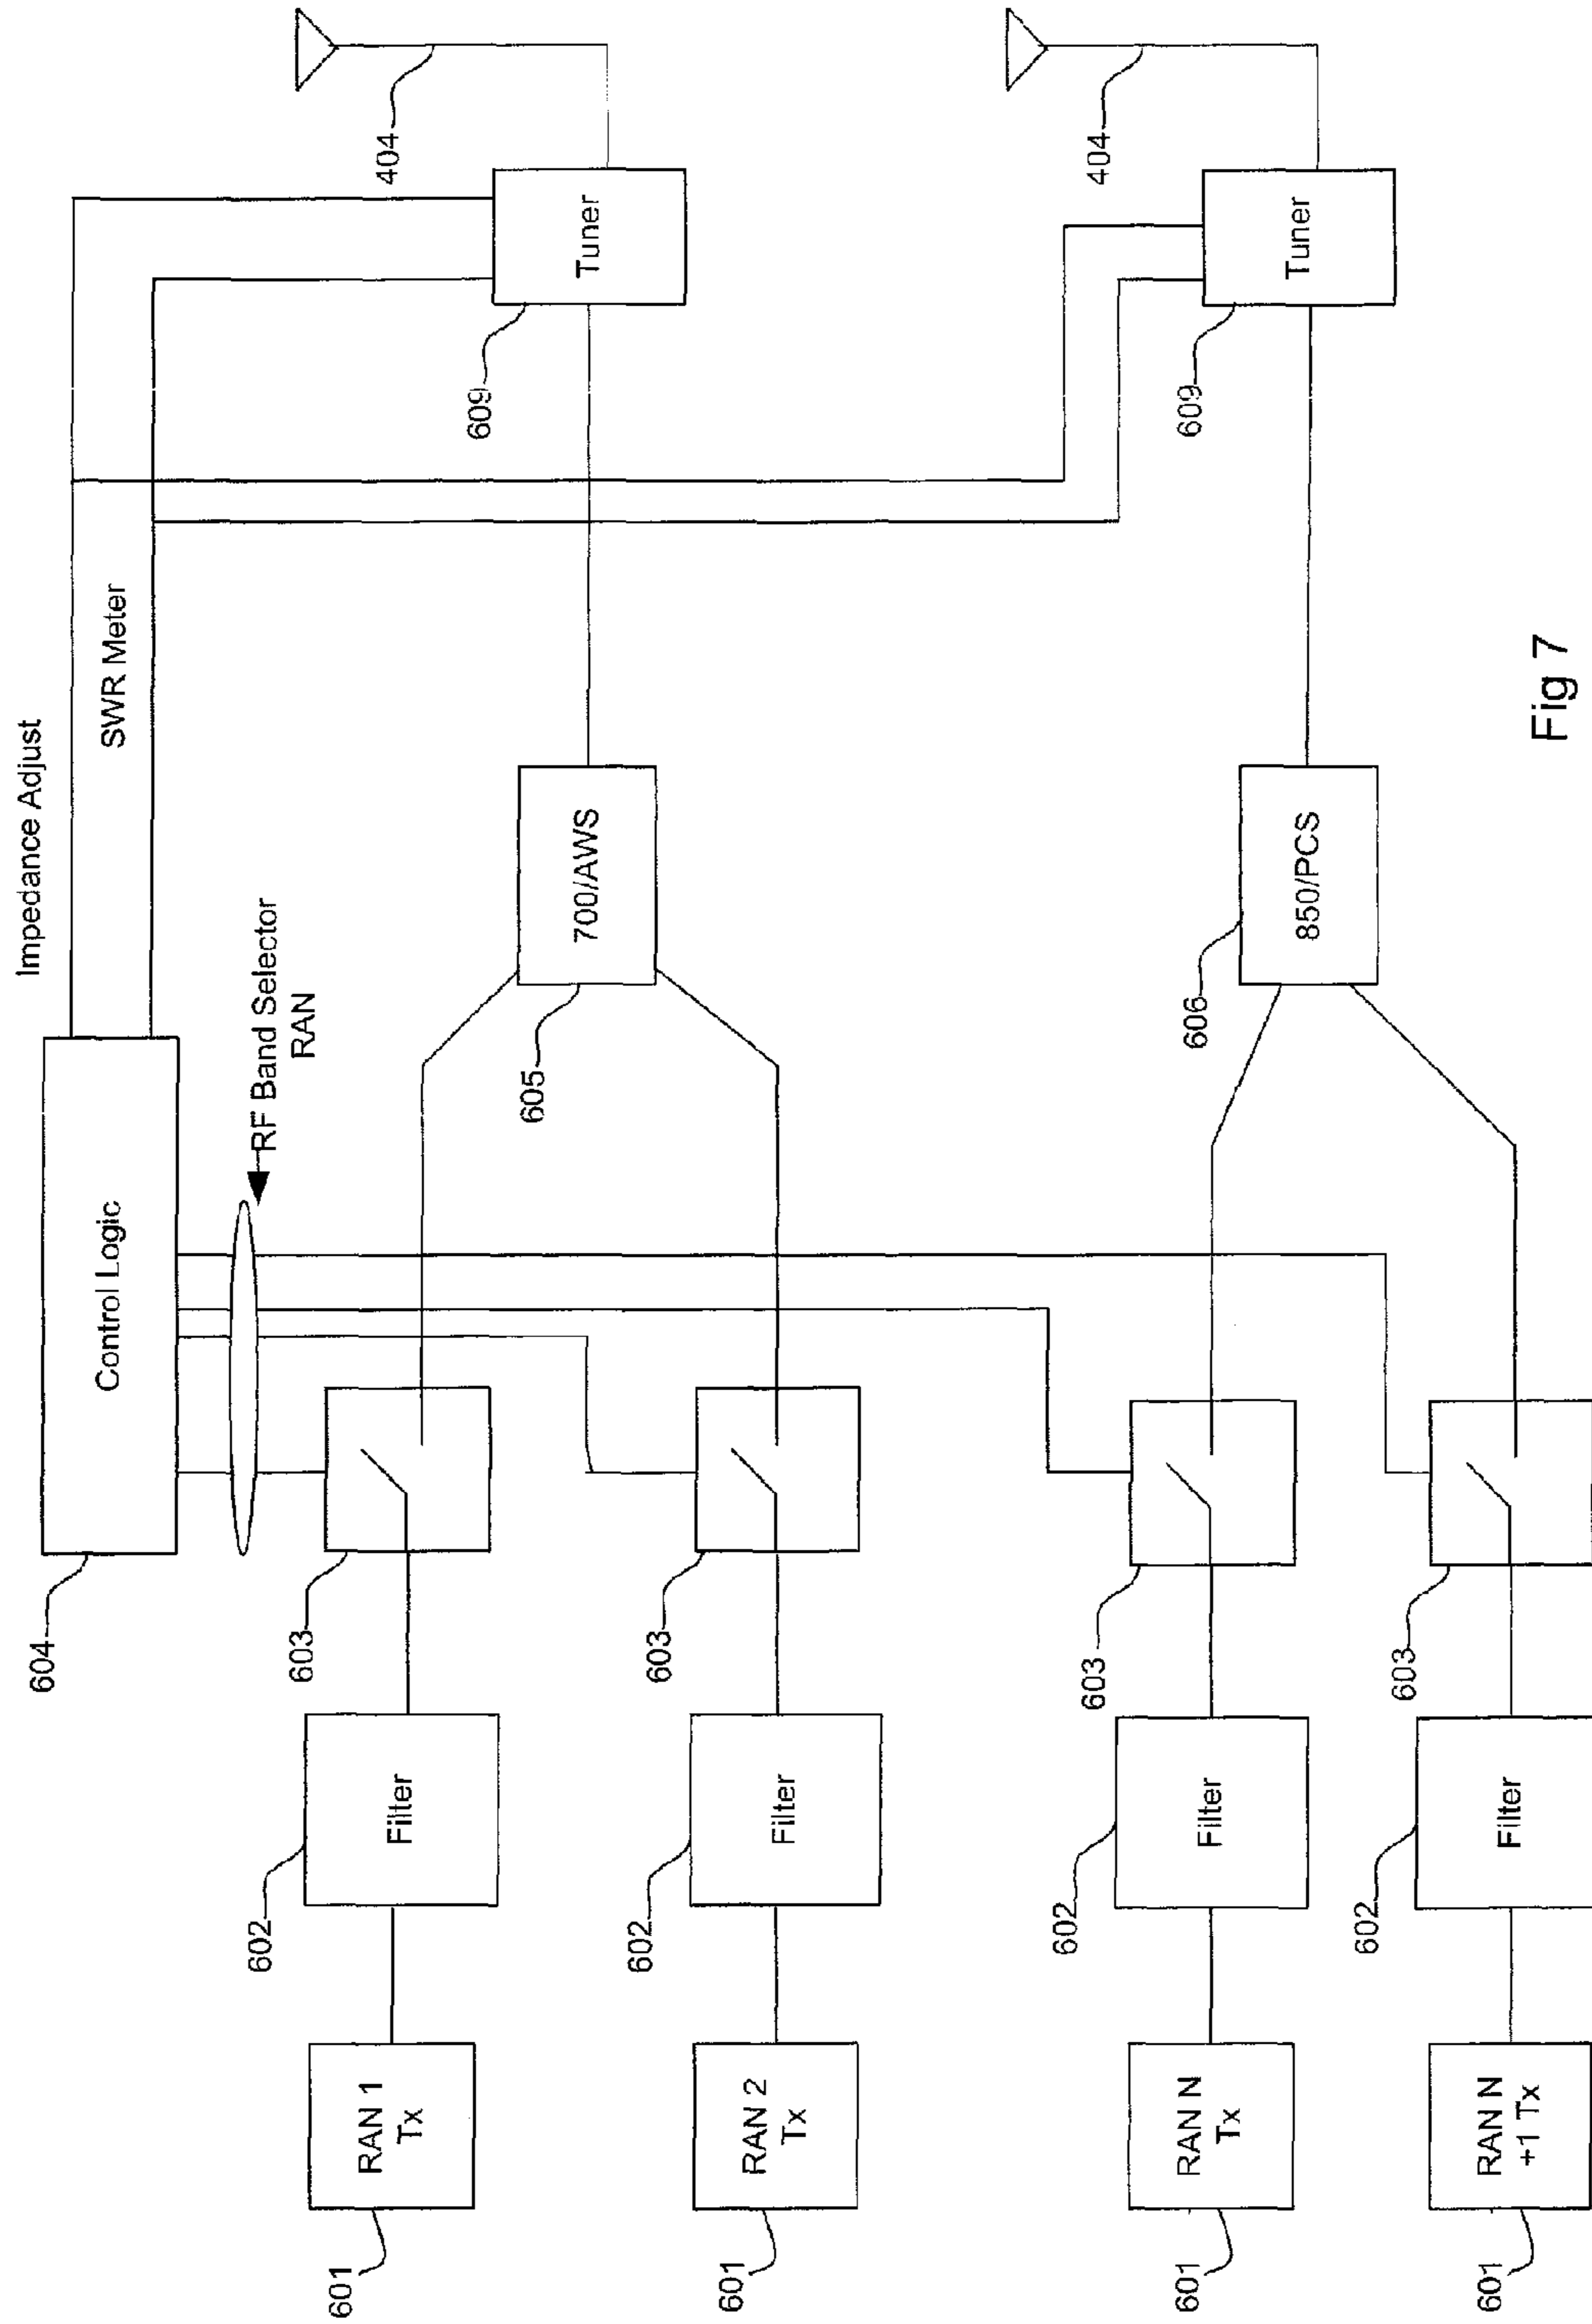 Impedance Adjust
SWR Meter
604
Control Logic
RF Band Selector
RAN
601
RAN 1
Tx
602
Filter
603
605
700/AWS
609
Tuner
404
601
RAN 2
Tx
602
Filter
603
601
RAN N
Tx
602
Filter
603
606
850/PCS
609
Tuner
404
601
RAN N
+1 Tx
602
Filter
603
Fig 7